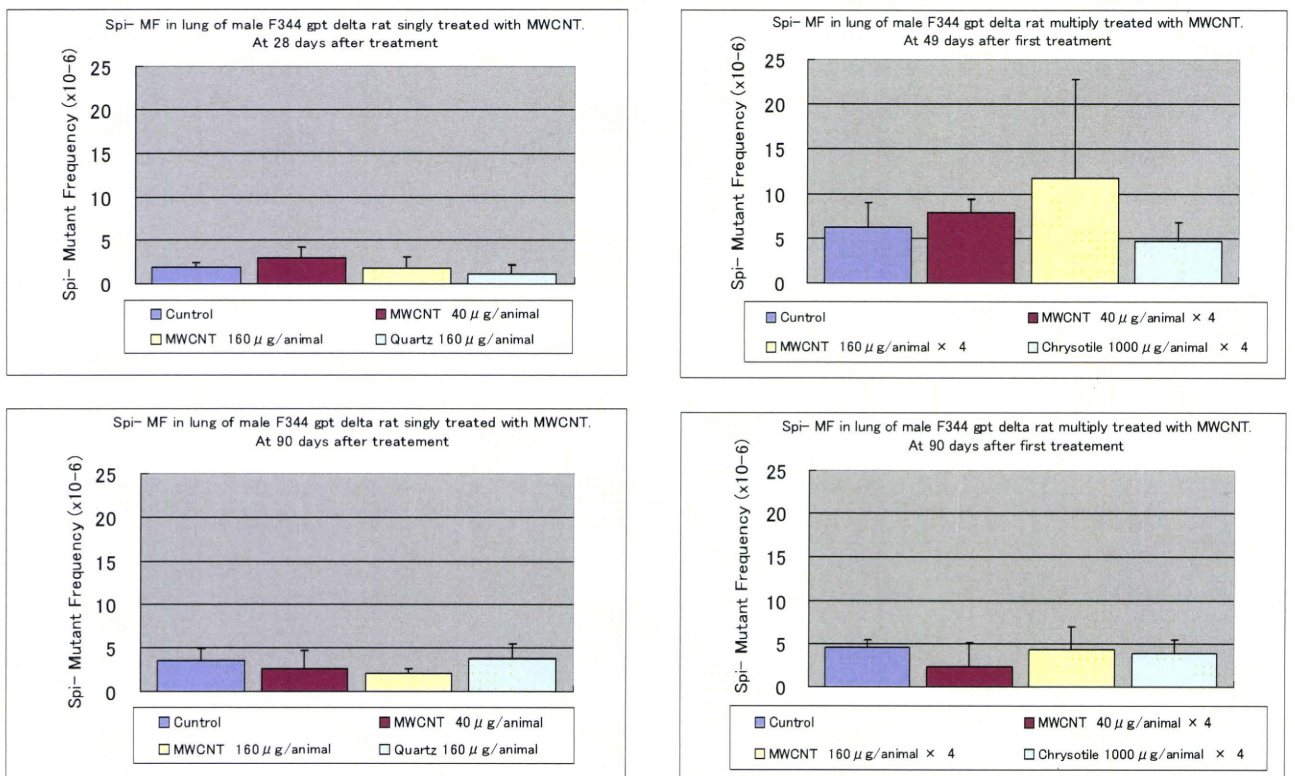 Spi- MF in lung of male F344 gpt delta rat singly treated with MWCNT.
At 28 days after treatment
Spi- Mutant Frequency (x10-6)
25
20
15
10
5
0
Cuntrol
MWCNT 40 μ g/animal
MWCNT 160 μ g/animal
Quartz 160 μ g/animal
Spi- MF in lung of male F344 gpt delta rat multiply treated with MWCNT.
At 49 days after first treatment
Spi- Mutant Frequency (x10-6)
25
20
15
10
5
0
Cuntrol
MWCNT 40 μ g/animal × 4
MWCNT 160 μ g/animal × 4
Chrysotile 1000 μ g/animal × 4
Spi- MF in lung of male F344 gpt delta rat singly treated with MWCNT.
At 90 days after treatement
Spi- Mutant Frequency (x10-6)
25
20
15
10
5
0
Cuntrol
MWCNT 40 μ g/animal
MWCNT 160 μ g/animal
Quartz 160 μ g/animal
Spi- MF in lung of male F344 gpt delta rat multiply treated with MWCNT.
At 90 days after first treatement
Spi- Mutant Frequency (x10-6)
25
20
15
10
5
0
Cuntrol
MWCNT 40 μ g/animal × 4
MWCNT 160 μ g/animal × 4
Chrysotile 1000 μ g/animal × 4